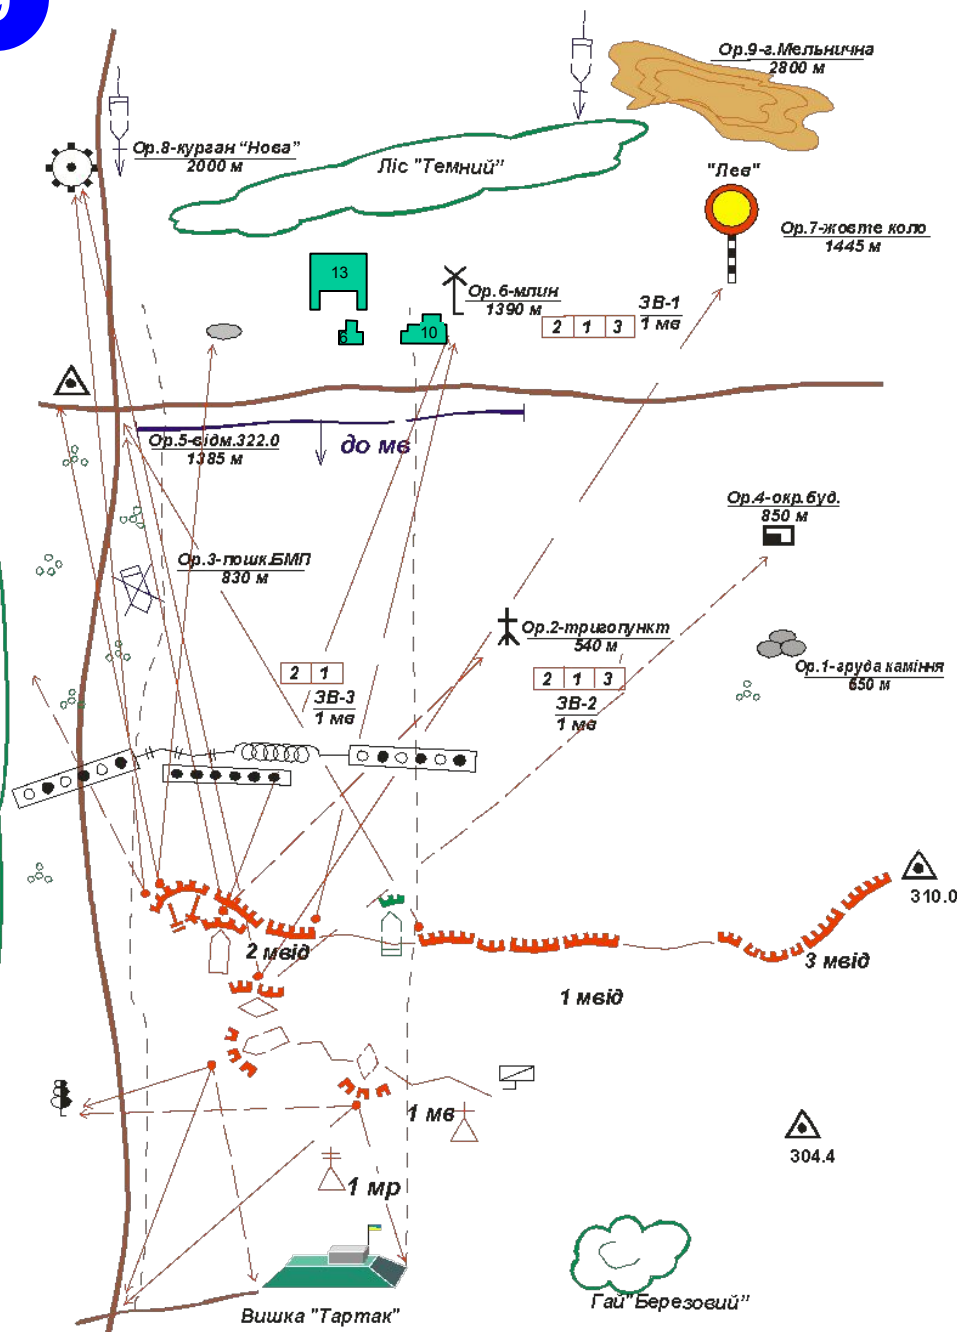 9
Ор.9-г.Мельнична
2800 м
Ор.8-курган "Нова"
2000 м
Ліс "Темний"
"Лев"
Ор.7-жовте коло
1445 м
13
6
10
Ор.6-млин
1390 м
ЗВ-1
1 мв
2 1 3
Ор.5-відм.322.0
1385 м
до мв
Ор.4-окр.буд.
850 м
Ор.3-пошк.БМП
830 м
Ор.2-тригопункт
540 м
Ор.1-груда каміння
650 м
2 1
ЗВ-3
1 мв
2 1 3
ЗВ-2
1 мв
310.0
2 мвід
3 мвід
1 мвід
1 мв
304.4
1 мр
Вишка "Тартак"
Гай"Березовий"